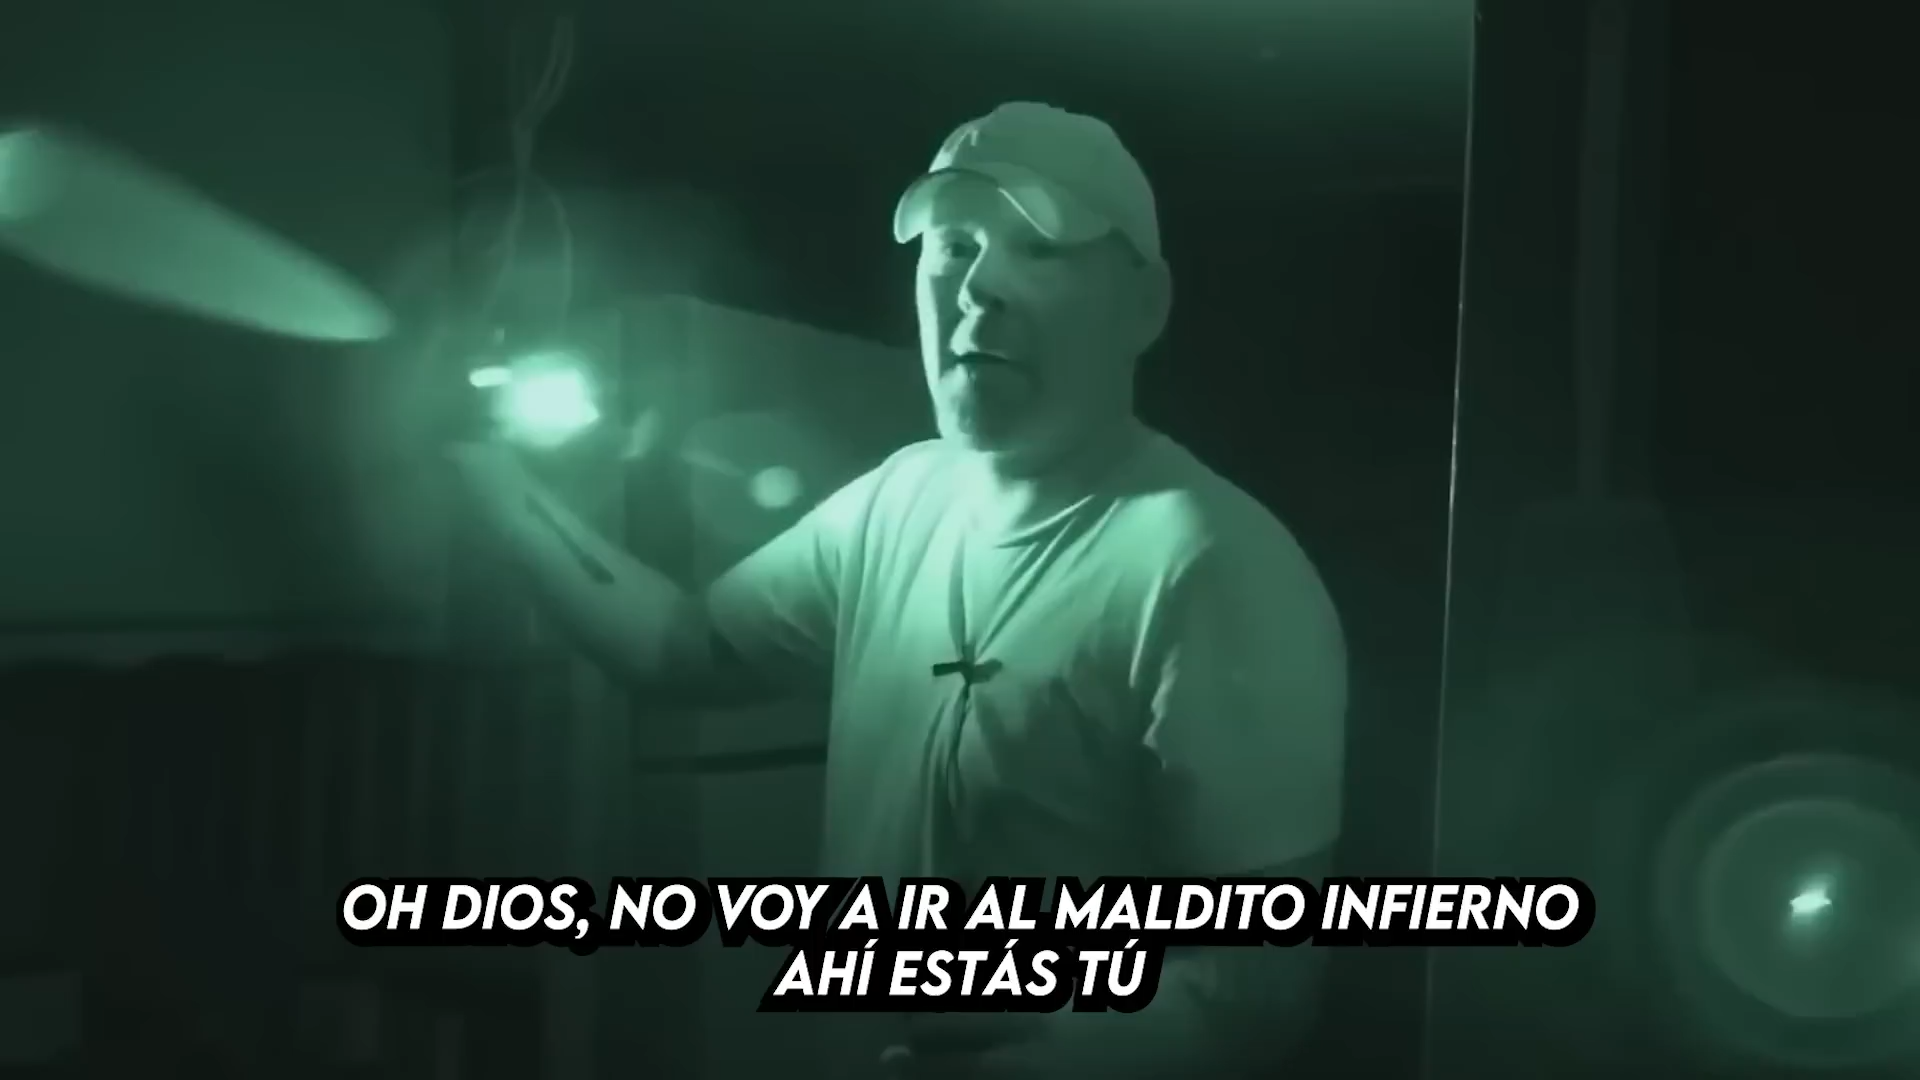 OH DIOS, NO VOY A IR AL MALDITO INFIERNO
AHÍ ESTÁS TÚ